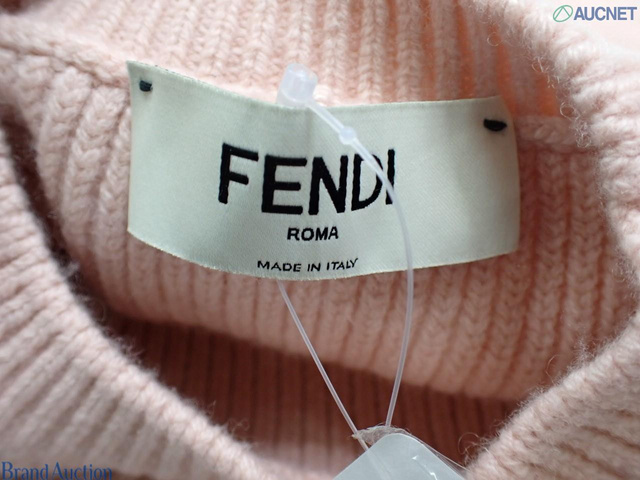 AUCNET
FENDI
ROMA
MADE IN ITALY
Brand Auction